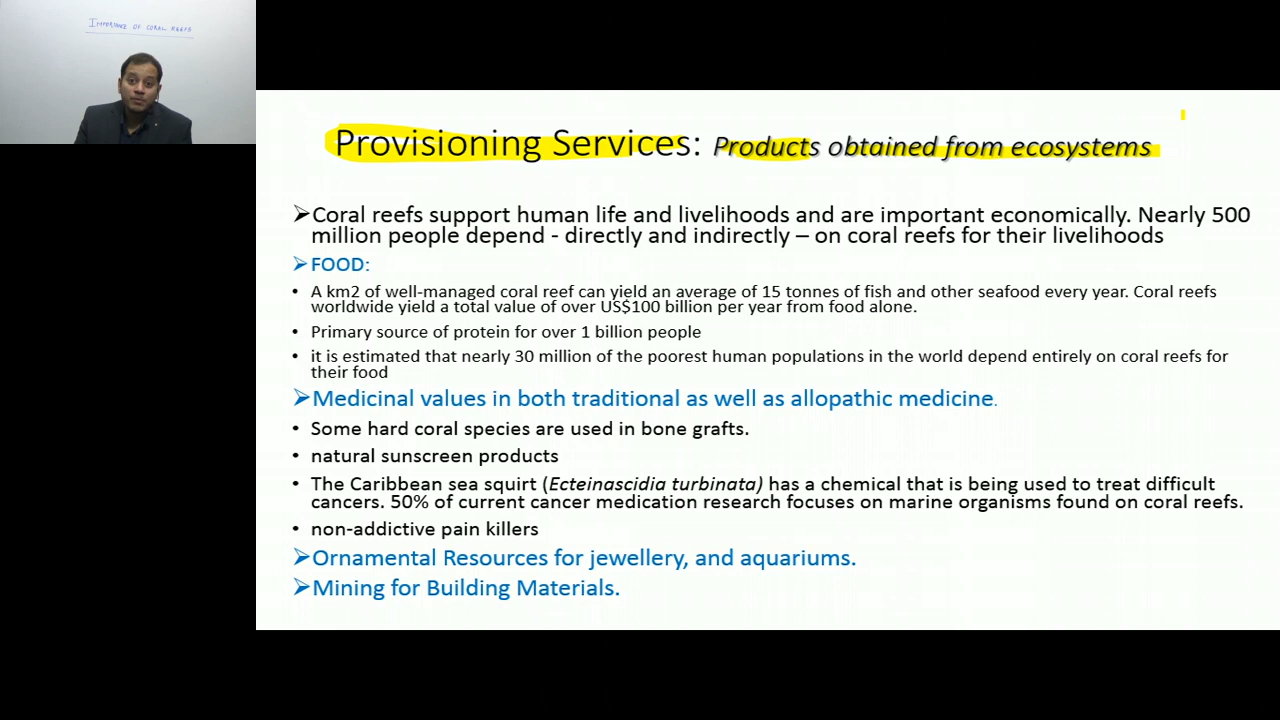 IMPORTANCE OF CORAL REEFS
Provisioning Services: Products obtained from ecosystems
➢Coral reefs support human life and livelihoods and are important economically. Nearly 500
million people depend - directly and indirectly – on coral reefs for their livelihoods
➢FOOD:
• A km2 of well-managed coral reef can yield an average of 15 tonnes of fish and other seafood every year. Coral reefs
worldwide yield a total value of over US$100 billion per year from food alone.
• Primary source of protein for over 1 billion people
• it is estimated that nearly 30 million of the poorest human populations in the world depend entirely on coral reefs for
their food
➢Medicinal values in both traditional as well as allopathic medicine.
• Some hard coral species are used in bone grafts.
• natural sunscreen products
• The Caribbean sea squirt (Ecteinascidia turbinata) has a chemical that is being used to treat difficult
cancers. 50% of current cancer medication research focuses on marine organisms found on coral reefs.
• non-addictive pain killers
➢Ornamental Resources for jewellery, and aquariums.
➢Mining for Building Materials.